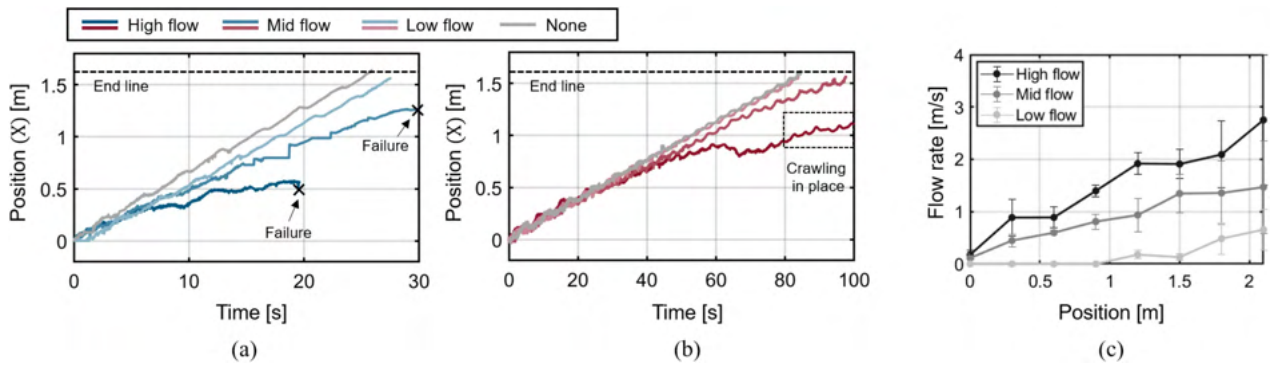 High flow Mid flow Low flow None
1.5
1
0.5
0
Position (X) [m]
End line
Failure
Failure
0 10 20 30
Time [s]
(a)
1.5
1
0.5
0
Position (X) [m]
End line
Crawling
in place
0 20 40 60 80 100
Time [s]
(b)
4
3
2
1
0
Flow rate [m/s]
High flow
Mid flow
Low flow
0 0.5 1 1.5 2
Position [m]
(c)